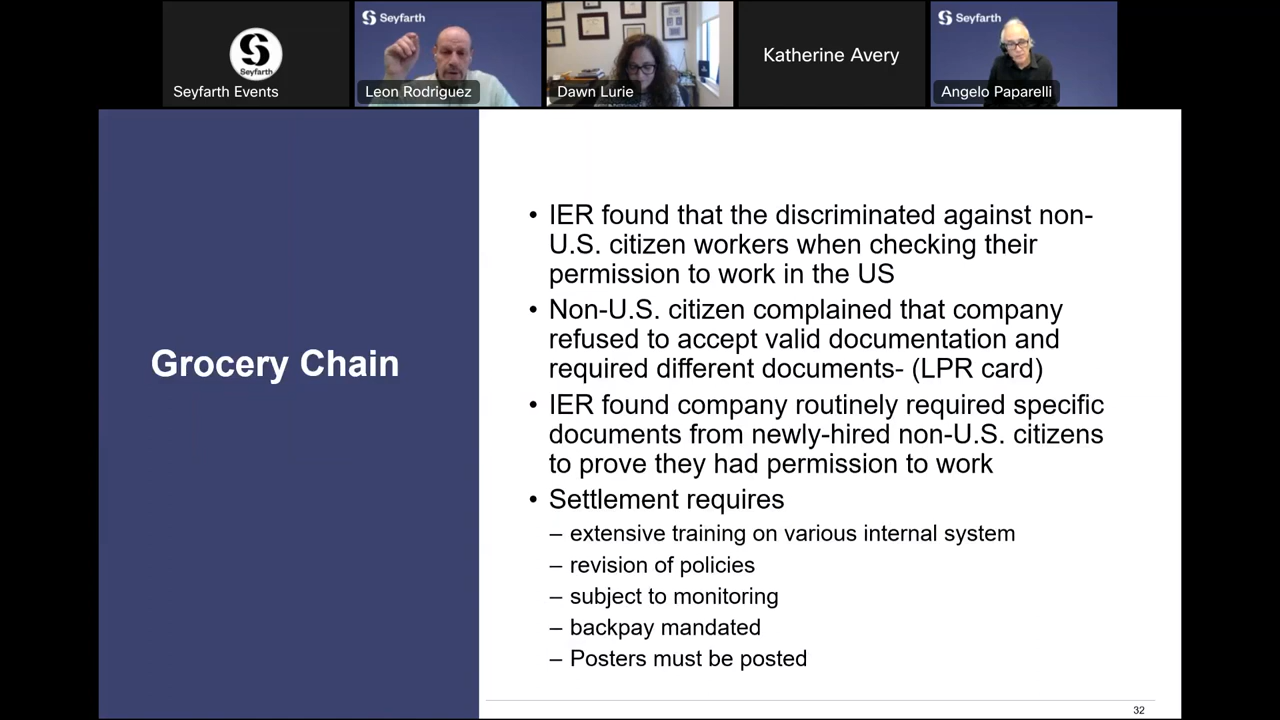 Seyfarth
Seyfarth Events
Seyfarth
Leon Rodriguez
Dawn Lurie
Katherine Avery
Seyfarth
Angelo Paparelli
Grocery Chain
• IER found that the discriminated against non-
U.S. citizen workers when checking their
permission to work in the US
• Non-U.S. citizen complained that company
refused to accept valid documentation and
required different documents- (LPR card)
• IER found company routinely required specific
documents from newly-hired non-U.S. citizens
to prove they had permission to work
• Settlement requires
– extensive training on various internal system
– revision of policies
– subject to monitoring
– backpay mandated
– Posters must be posted
32